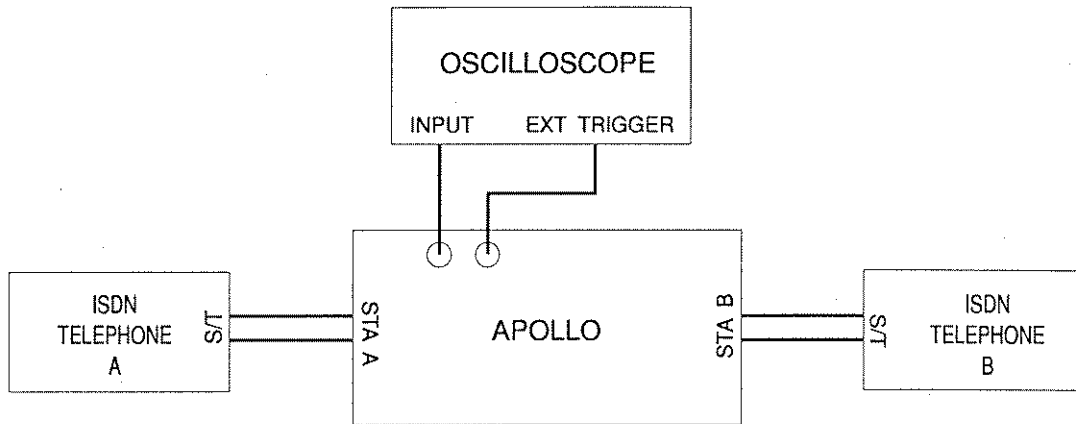 OSCILLOSCOPE
INPUT EXT TRIGGER
ISDN
TELEPHONE
A
S/T
STA A
APOLLO
STA B
S/T
ISDN
TELEPHONE
B